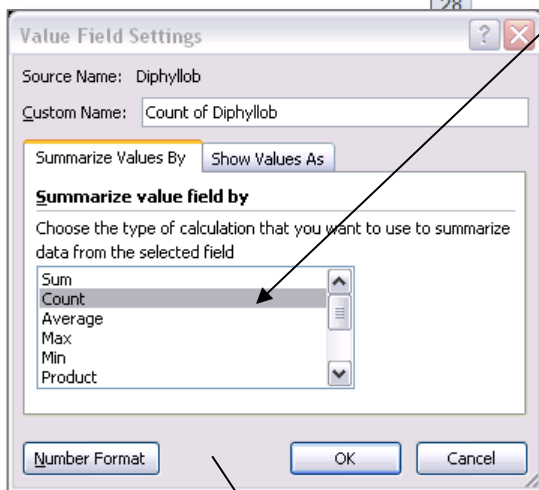 28
Value Field Settings
Source Name: Diphyllob
Custom Name: Count of Diphyllob
Summarize Values By Show Values As
Summarize value field by
Choose the type of calculation that you want to use to summarize
data from the selected field
Sum
Count
Average
Max
Min
Product
Number Format OK Cancel